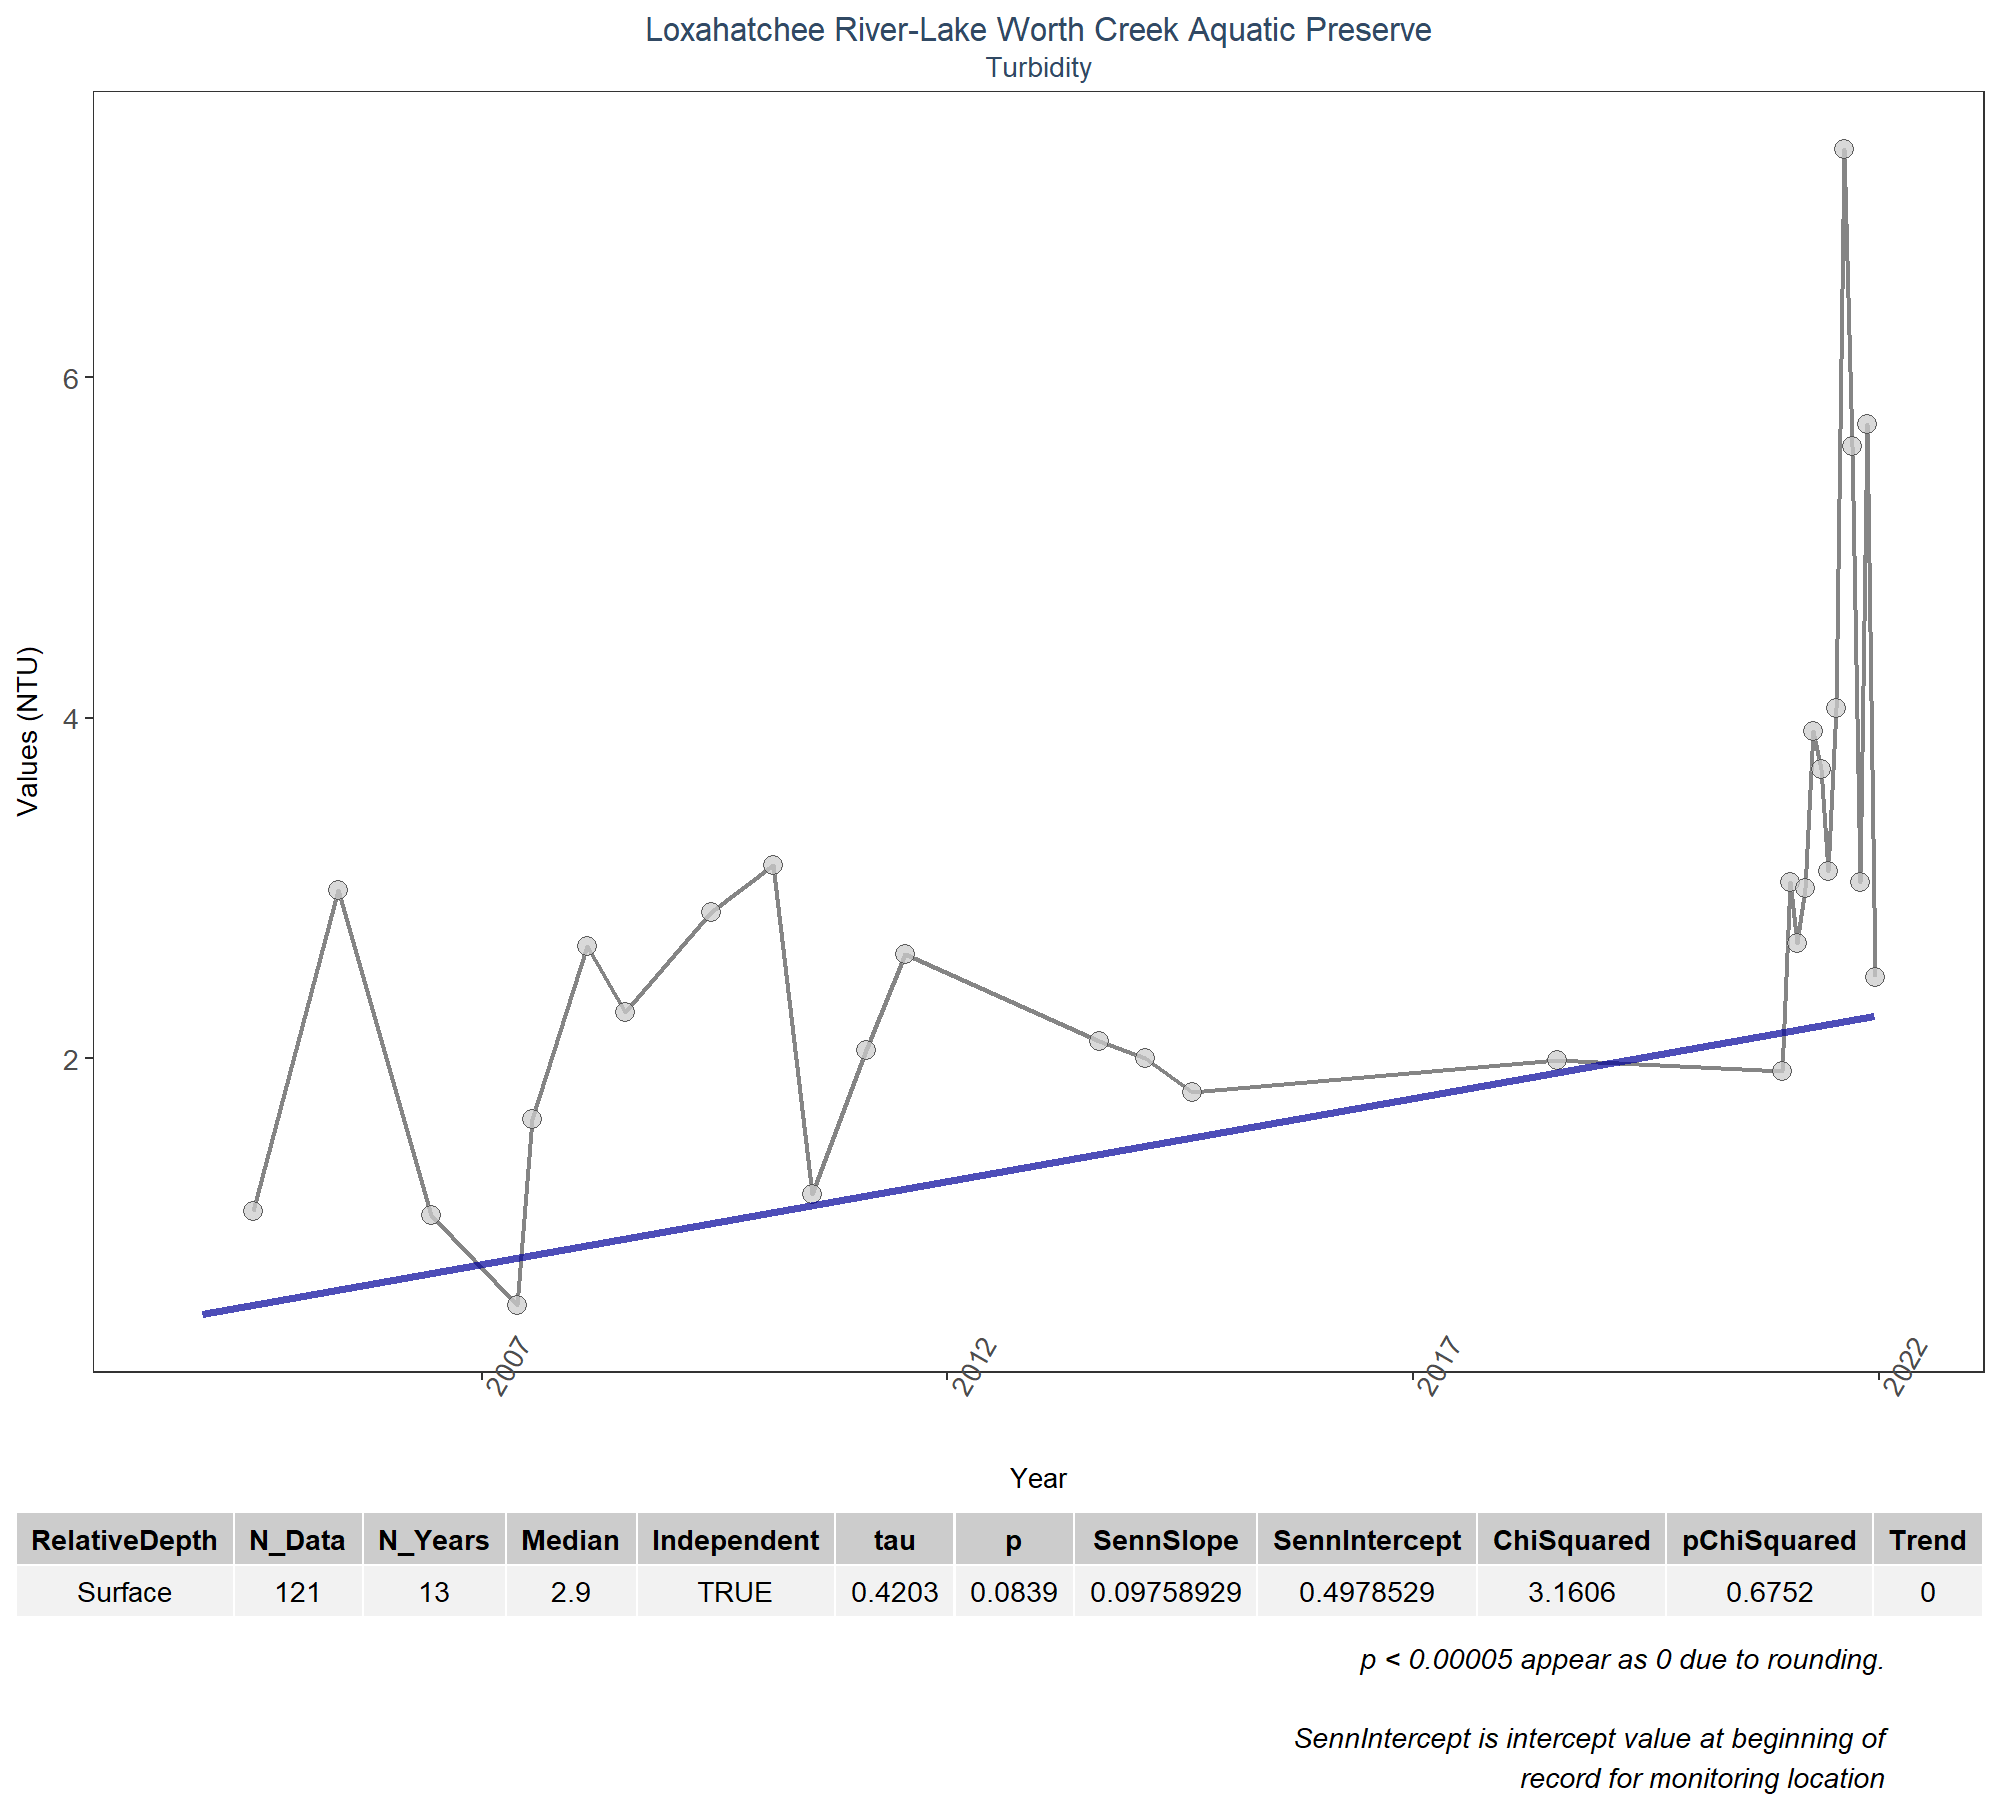 Loxahatchee River-Lake Worth Creek Aquatic Preserve
Turbidity
Values (NTU)
6
4
2
2007 2012 2017 2022
Year
RelativeDepth N_Data N_Years Median Independent tau p SennSlope SennIntercept ChiSquared pChiSquared Trend
Surface 121 13 2.9 TRUE 0.4203 0.0839 0.09758929 0.4978529 3.1606 0.6752 0
p < 0.00005 appear as 0 due to rounding.
SennIntercept is intercept value at beginning of
record for monitoring location